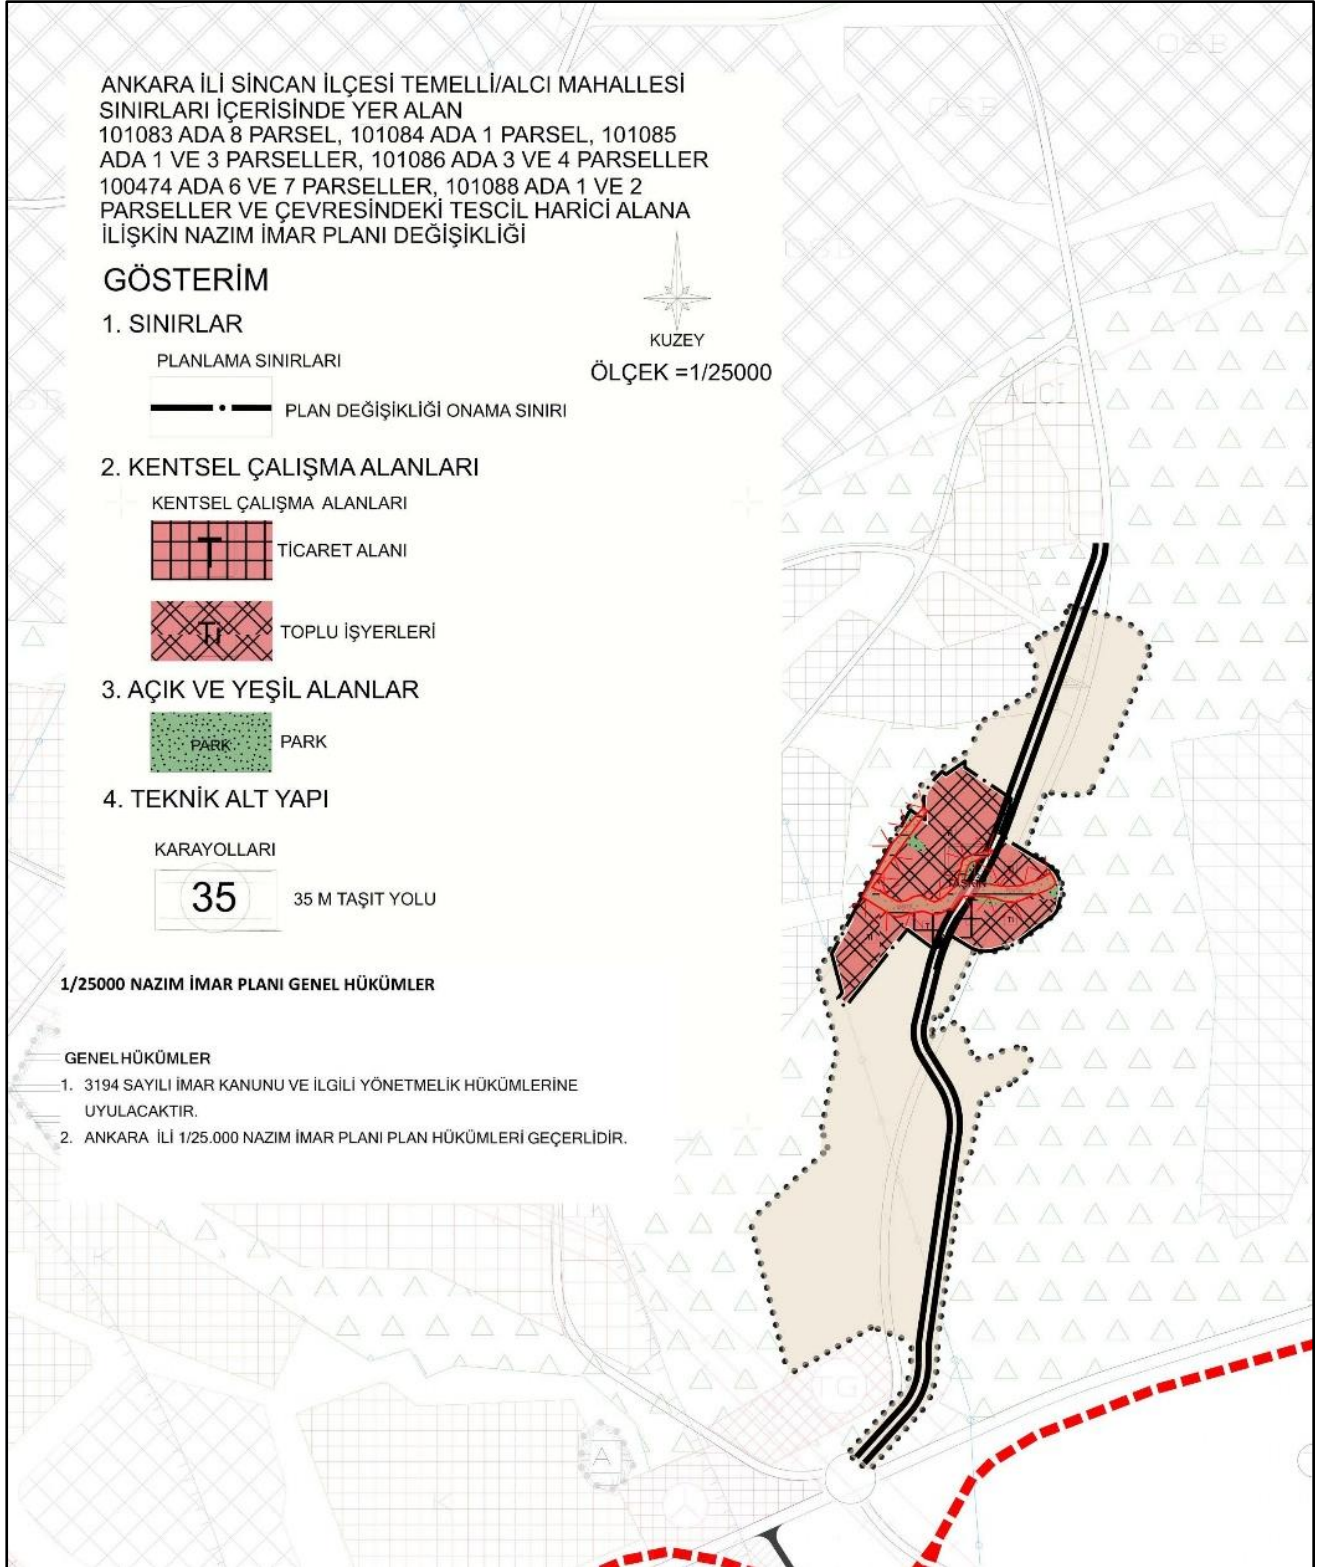 OSB
OSB
ANKARA İLİ SİNCAN İLÇESİ TEMELLİ/ALCI MAHALLESİ
SINIRLARI İÇERİSİNDE YER ALAN
101083 ADA 8 PARSEL, 101084 ADA 1 PARSEL, 101085
ADA 1 VE 3 PARSELLER, 101086 ADA 3 VE 4 PARSELLER
100474 ADA 6 VE 7 PARSELLER, 101088 ADA 1 VE 2
PARSELLER VE ÇEVRESİNDEKİ TESCİL HARİCİ ALANA
İLİŞKİN NAZIM İMAR PLANI DEĞİŞİKLİĞİ
OSB
GÖSTERİM
1. SINIRLAR
KUZEY
PLANLAMA SINIRLARI
ÖLÇEK =1/25000
ALCI
PLAN DEĞİŞİKLİĞİ ONAMA SINIRI
2. KENTSEL ÇALIŞMA ALANLARI
KENTSEL ÇALIŞMA ALANLARI
T
TİCARET ALANI
Tİ
TOPLU İŞYERLERİ
3. AÇIK VE YEŞİL ALANLAR
PARK
PARK
4. TEKNİK ALT YAPI
KARAYOLLARI
35
35 M TAŞIT YOLU
1/25000 NAZIM İMAR PLANI GENEL HÜKÜMLER
GENEL HÜKÜMLER
1. 3194 SAYILI İMAR KANUNU VE İLGİLİ YÖNETMELİK HÜKÜMLERİNE
UYULACAKTIR.
2. ANKARA İLİ 1/25.000 NAZIM İMAR PLANI PLAN HÜKÜMLERİ GEÇERLİDİR.
K
TG
A
K